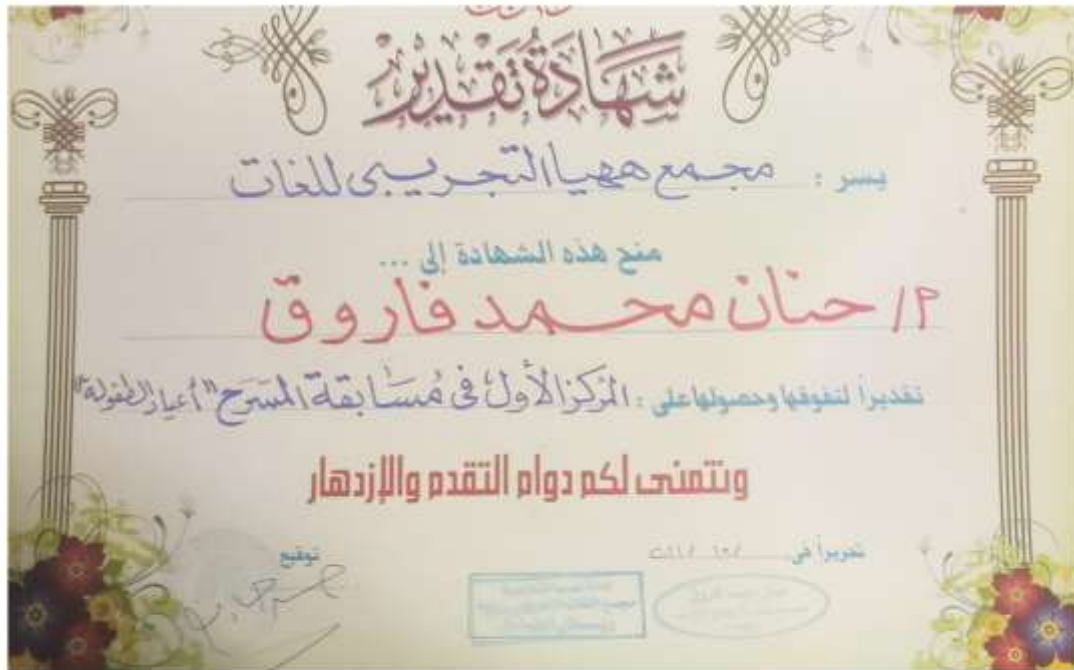 شهادة تقدير
يسر : مجمع ههيا التجريبى للغات
منح هذه الشهادة إلى ...
م/ حنان محمد فاروق
تقديراً لتفوقها وحصولها على : المركز الأول فى مسابقة المسرح "أعياد الطفولة"
ونتمنى لكم دوام التقدم والإزدهار
تحريراً فى
توقيع